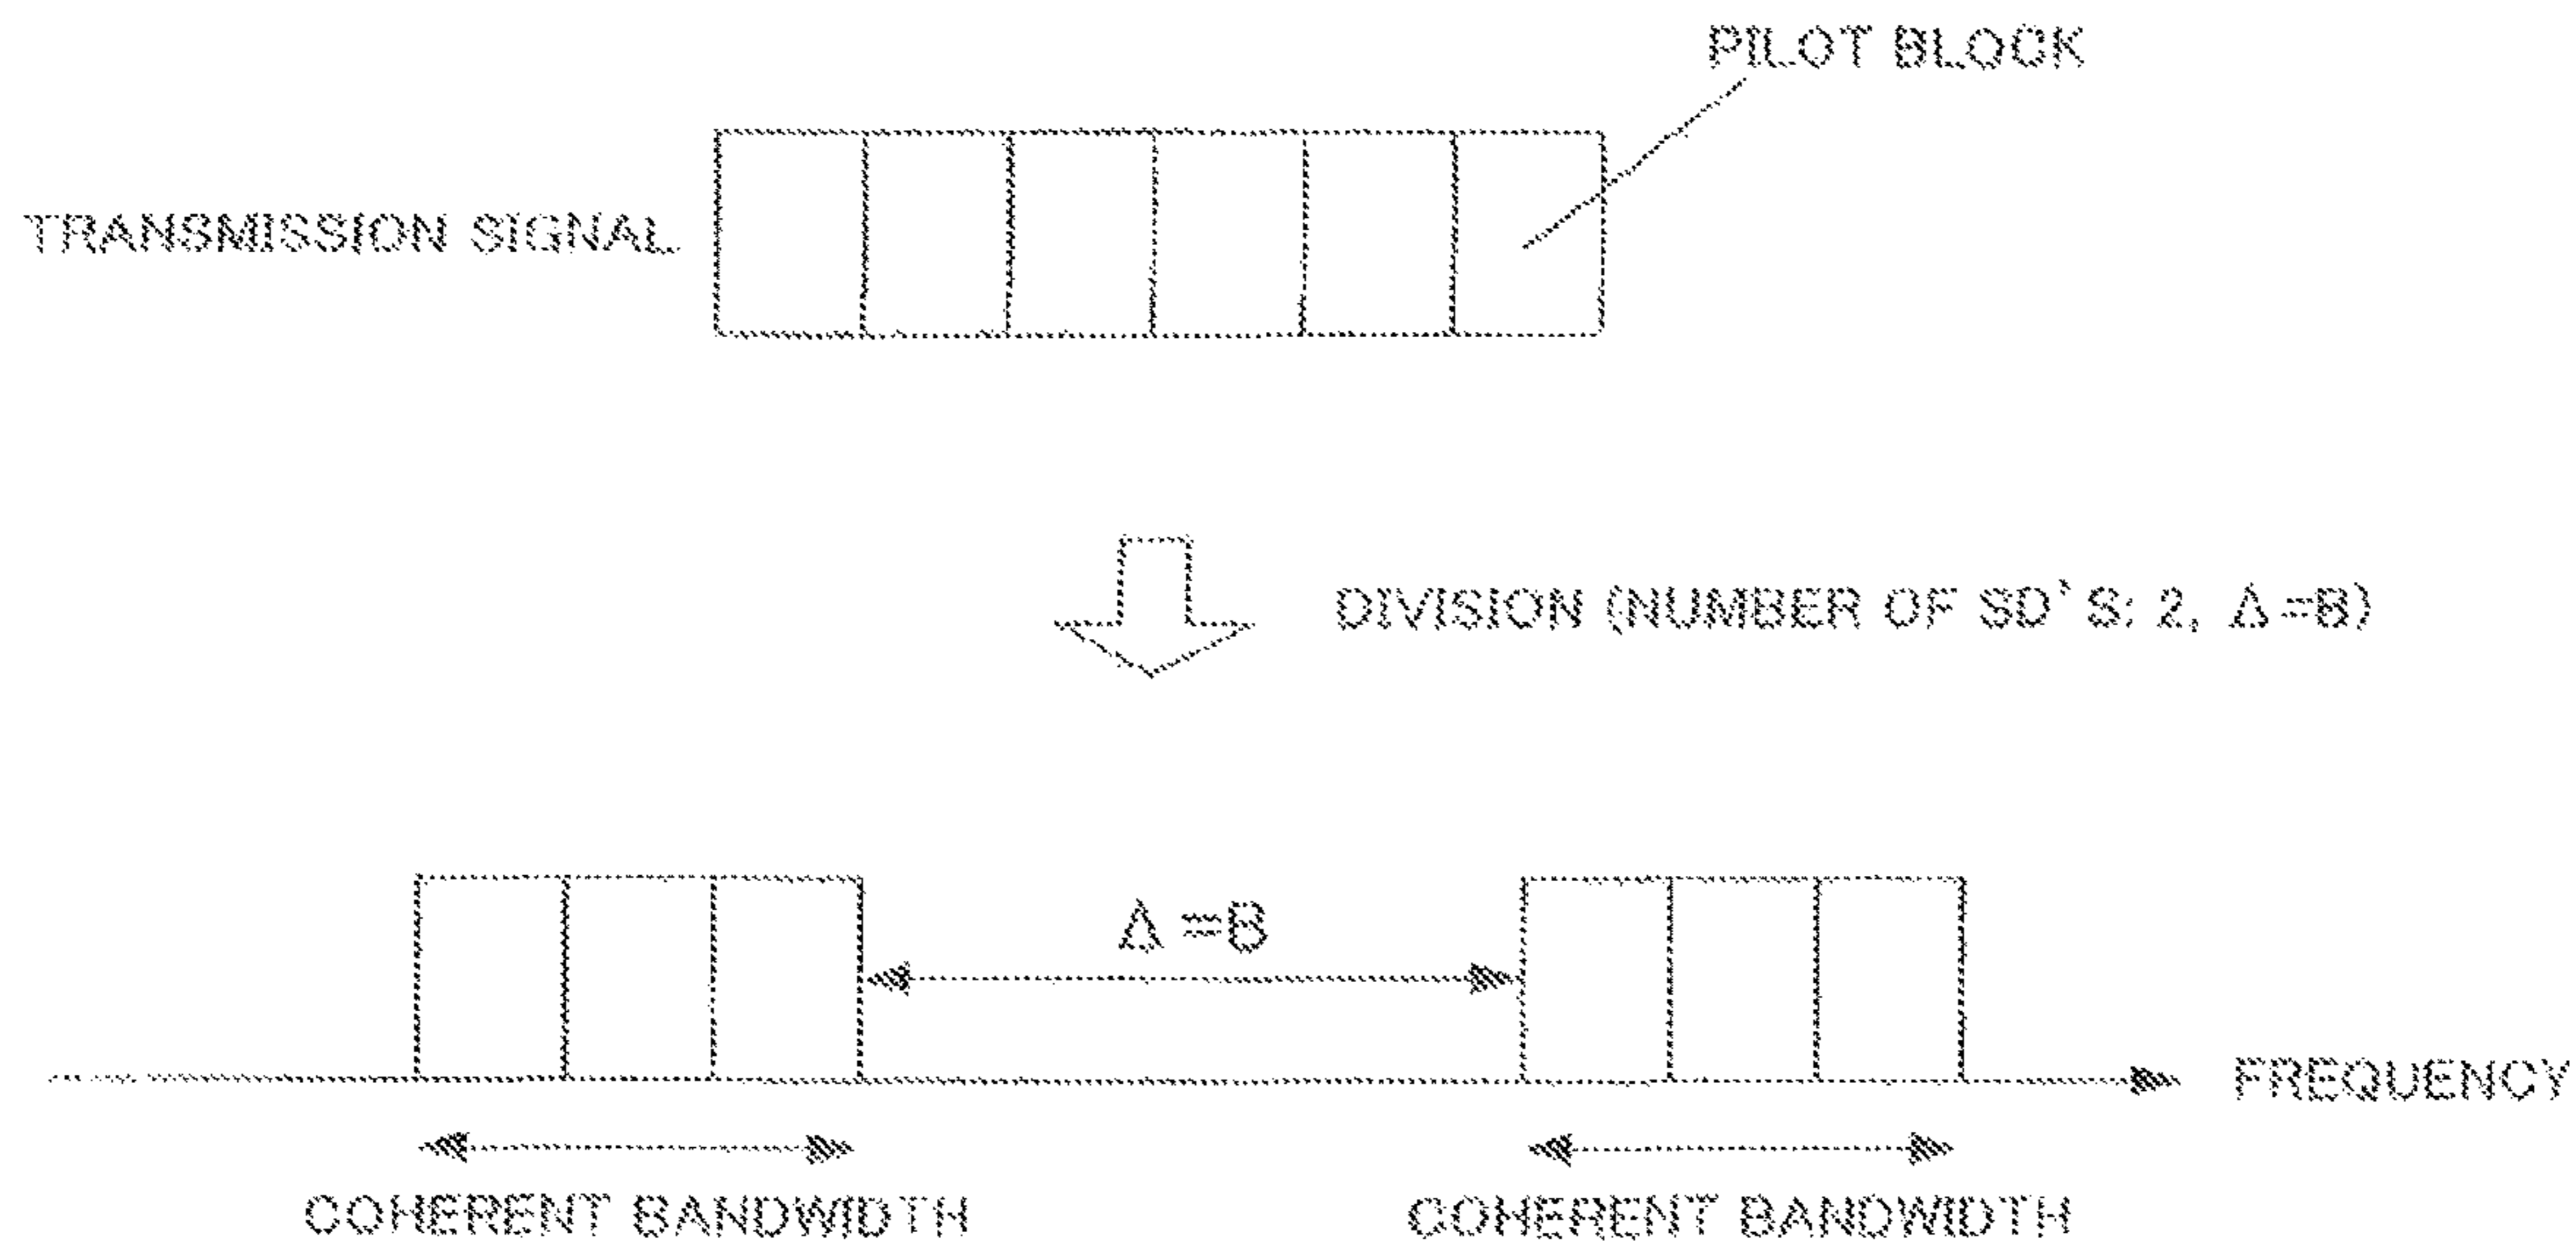 PILOT BLOCK
TRANSMISSION SIGNAL
DIVISION (NUMBER OF SD'S: 2, Δ=B)
Δ=B
FREQUENCY
COHERENT BANDWIDTH
COHERENT BANDWIDTH